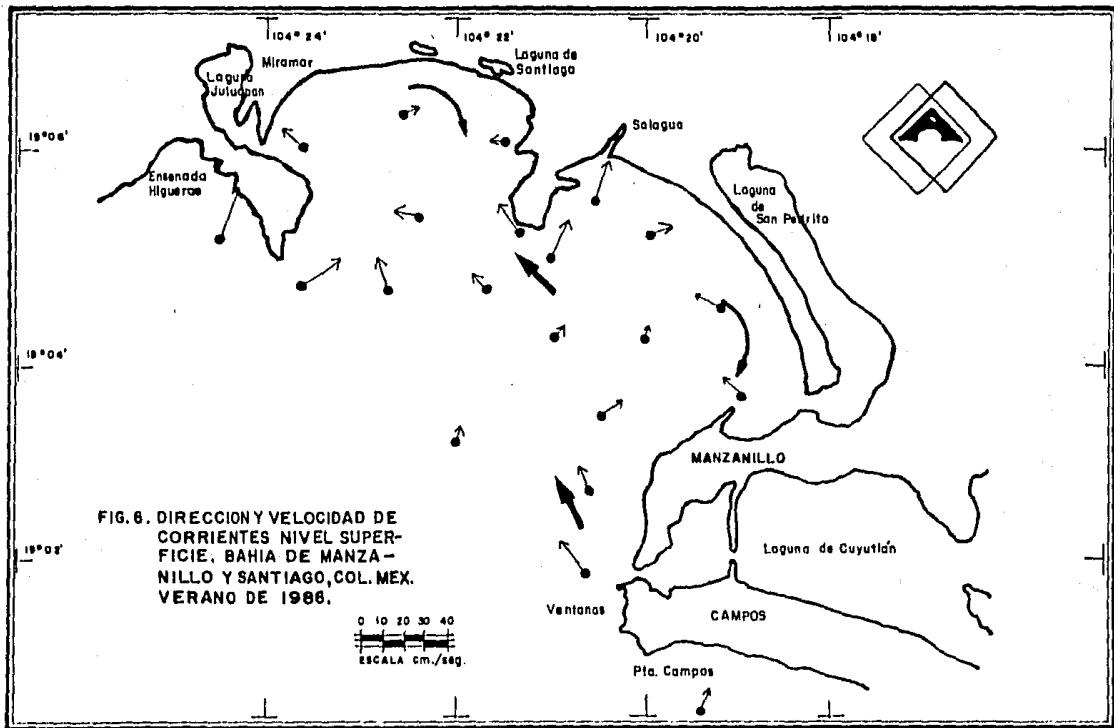 104° 24'
104° 22'
104° 20'
104° 18'
Miramar
Laguna
Juluapan
Laguna de
Santiaga
Salagua
19° 06'
Ensenada
Higueras
Laguna
de
San Pedrito
19° 04'
MANZANILLO
FIG. 6. DIRECCION Y VELOCIDAD DE
CORRIENTES NIVEL SUPER-
FICIE. BAHIA DE MANZA-
NILLO Y SANTIAGO, COL. MEX.
VERANO DE 1986.
19° 02'
Laguna de Cuyutlán
Ventanas
CAMPOS
0 10 20 30 40
ESCALA cm./seg.
Pta. Campos